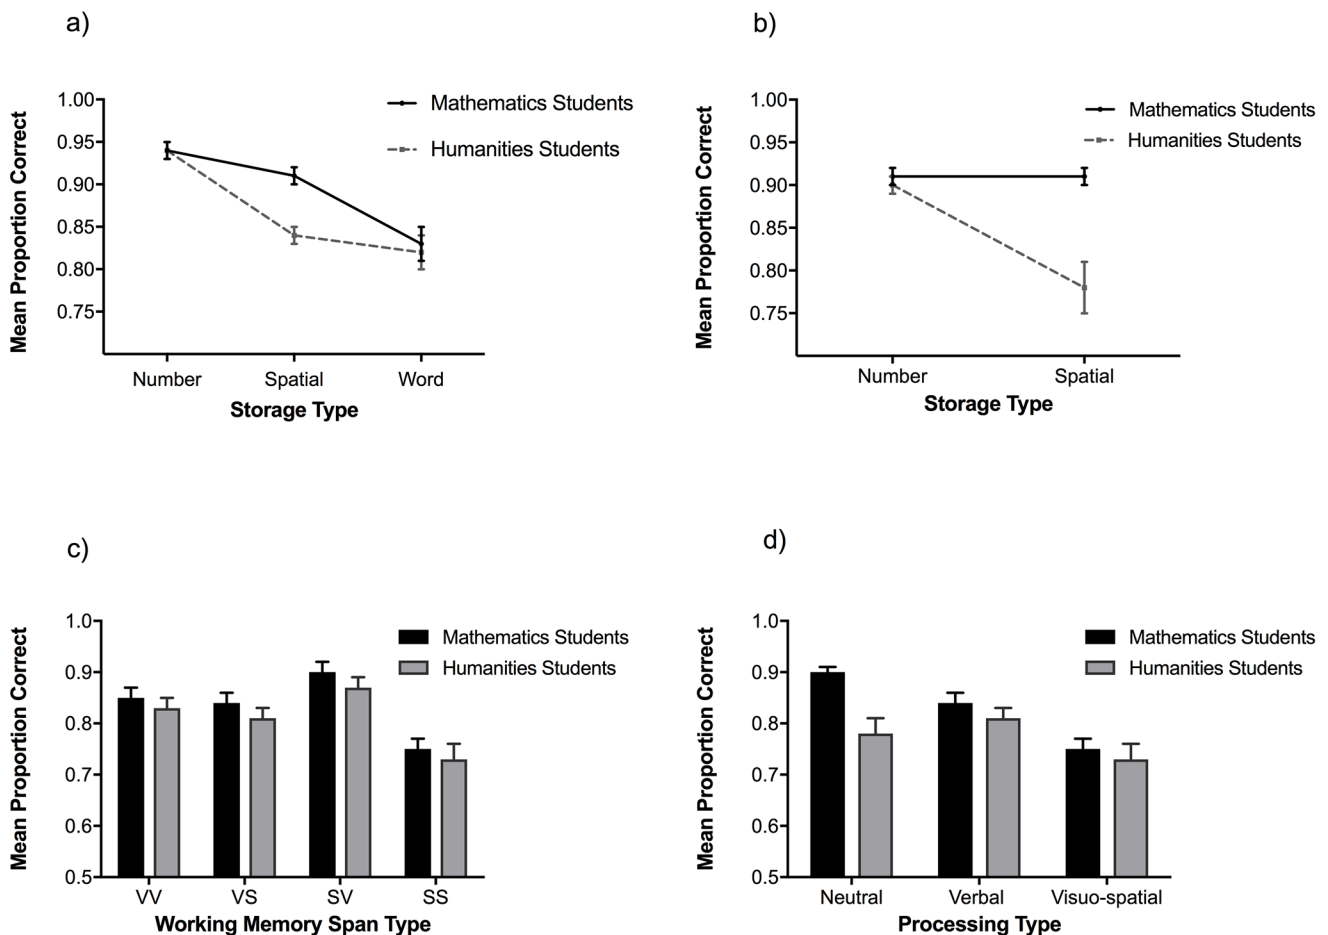 a)
Mean Proportion Correct
1.00
0.95
0.90
0.85
0.80
0.75
Mathematics Students
Humanities Students
Number
Spatial
Word
Storage Type
b)
Mean Proportion Correct
1.00
0.95
0.90
0.85
0.80
0.75
Mathematics Students
Humanities Students
Number
Spatial
Storage Type
c)
Mean Proportion Correct
1.0
0.9
0.8
0.7
0.6
0.5
Mathematics Students
Humanities Students
VV
VS
SV
SS
Working Memory Span Type
d)
Mean Proportion Correct
1.0
0.9
0.8
0.7
0.6
0.5
Mathematics Students
Humanities Students
Neutral
Verbal
Visuo-spatial
Processing Type